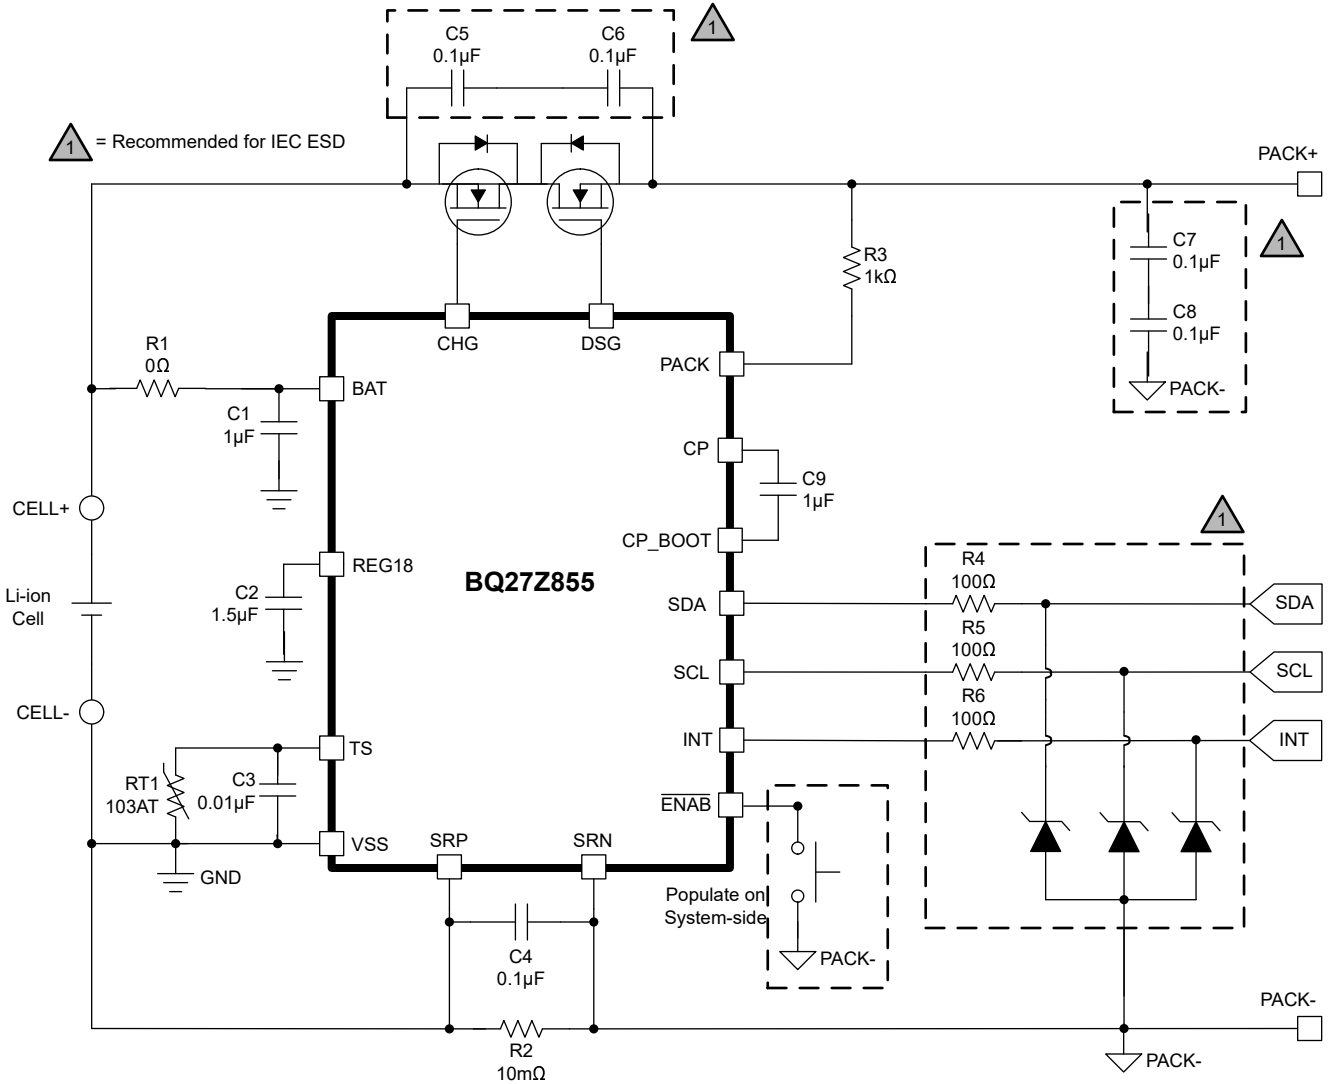 C5
0.1µF
C6
0.1µF
1
1
= Recommended for IEC ESD
PACK+
C7
0.1µF
C8
0.1µF
PACK-
1
R3
1kΩ
CHG
DSG
R1
0Ω
BAT
PACK
C1
1µF
CP
C9
1µF
CP_BOOT
CELL+
REG18
BQ27Z855
C2
1.5µF
Li-ion
Cell
1
R4
100Ω
SDA
SDA
R5
100Ω
SCL
SCL
R6
100Ω
INT
INT
CELL-
TS
RT1
103AT
C3
0.01µF
ENAB
VSS
SRP
SRN
GND
Populate on
System-side
PACK-
C4
0.1µF
R2
10mΩ
PACK-
PACK-